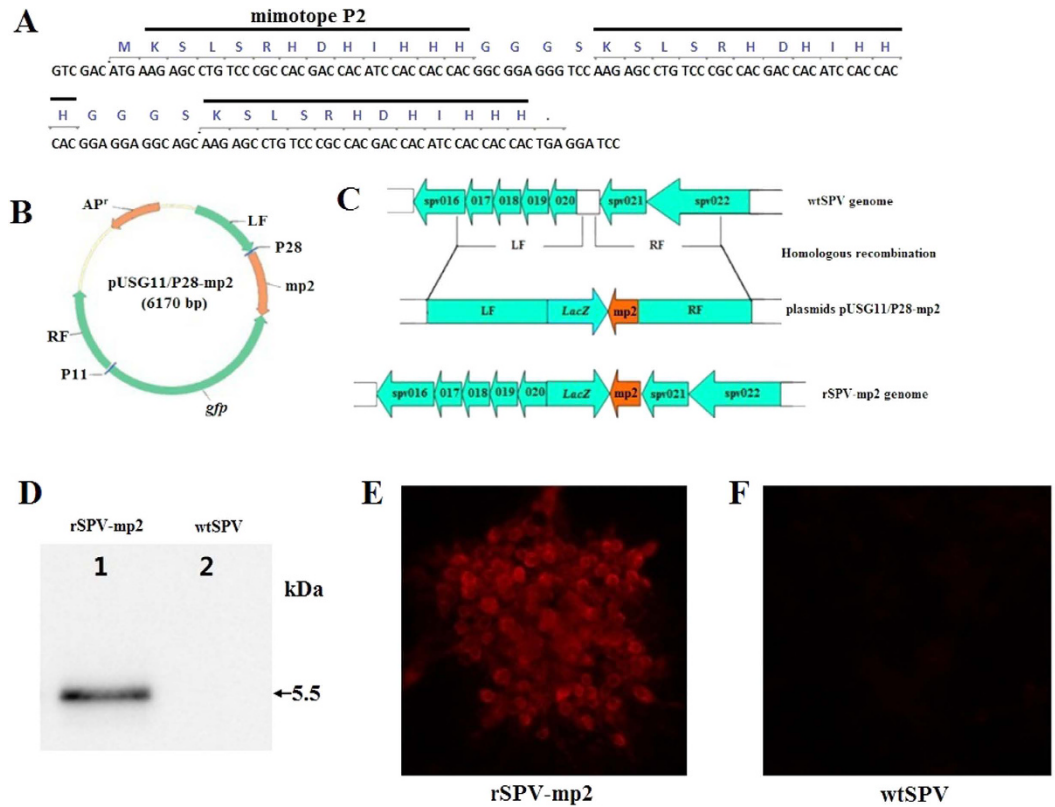 A
mimotope P2
M K S L S R H D H I H H H G G G S K S L S R H D H I H H
GTC GAC ATG AAG AGC CTG TCC CGC CAC GAC CAC ATC CAC CAC CAC GGC GGA GGG TCC AAG AGC CTG TCC CGC CAC GAC CAC ATC CAC CAC
H G G G S K S L S R H D H I H H H .
CAC GGA GGA GGC AGC AAG AGC CTG TCC CGC CAC GAC CAC ATC CAC CAC CAC TGA GGA TCC
B
APr
LF
P28
pUSG11/P28-mp2
(6170 bp)
mp2
RF
P11
gfp
C
spv016 017 018 019 020 spv021 spv022 wtSPV genome
LF RF Homologous recombination
LF LacZ mp2 RF plasmids pUSG11/P28-mp2
spv016 017 018 019 020 LacZ mp2 spv021 spv022 rSPV-mp2 genome
D
rSPV-mp2 wtSPV
1 2
kDa
5.5
E
rSPV-mp2
F
wtSPV